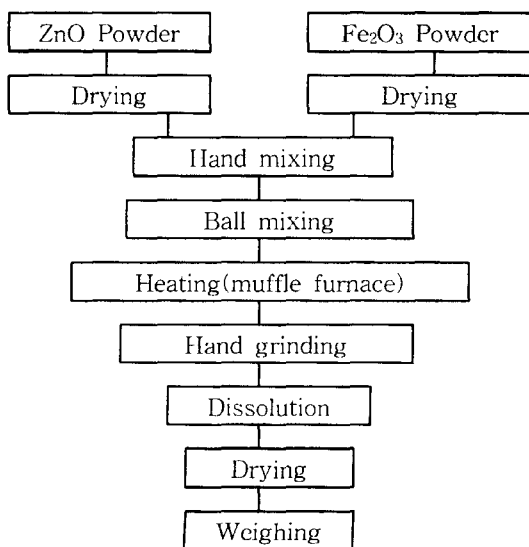 ZnO Powder
Fe₂O₃ Powder
Drying
Drying
Hand mixing
Ball mixing
Heating(muffle furnace)
Hand grinding
Dissolution
Drying
Weighing